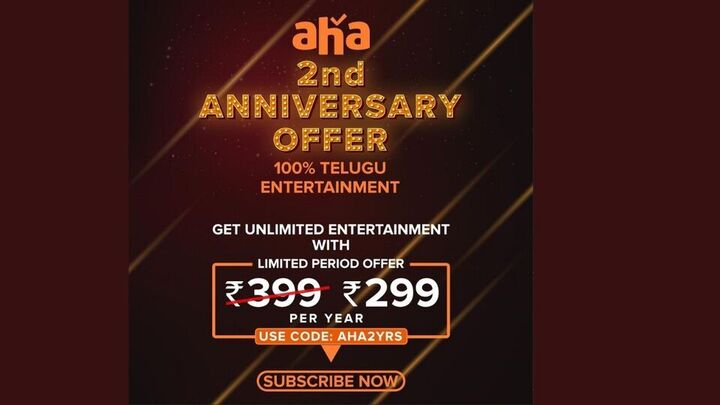 aha
2nd
ANNIVERSARY
OFFER
100% TELUGU
ENTERTAINMENT
GET UNLIMITED ENTERTAINMENT
WITH
LIMITED PERIOD OFFER
₹399 ₹299
PER YEAR
USE CODE: AHA2YRS
SUBSCRIBE NOW